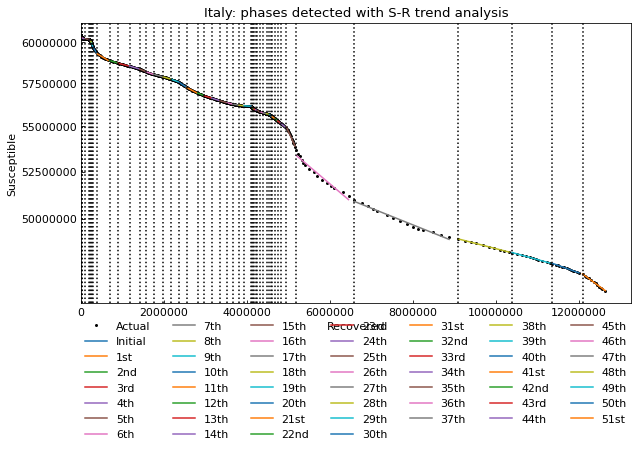 Italy: phases detected with S-R trend analysis
60000000
57500000
55000000
52500000
50000000
Susceptible
0 2000000 4000000 6000000 8000000 10000000 12000000
Recovered
Actual 7th 15th 23rd 31st 38th 45th
Initial 8th 16th 24th 32nd 39th 46th
1st 9th 17th 25th 33rd 40th 47th
2nd 10th 18th 26th 34th 41st 48th
3rd 11th 19th 27th 35th 42nd 49th
4th 12th 20th 28th 36th 43rd 50th
5th 13th 21st 29th 37th 44th 51st
6th 14th 22nd 30th